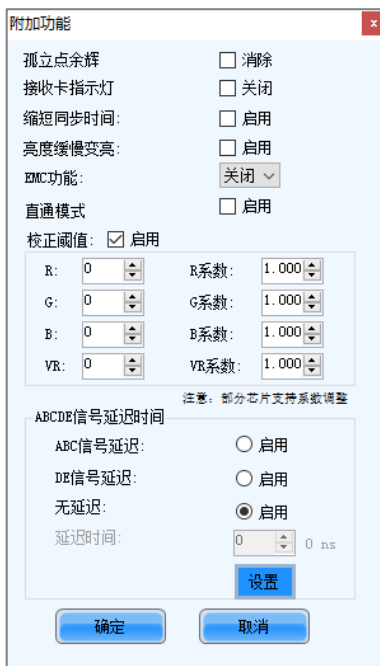 附加功能
x
孤立点余辉 消除
接收卡指示灯 关闭
缩短同步时间: 启用
亮度缓慢变亮: 启用
EMC功能: 关闭
直通模式 启用
校正阈值: 启用
R: 0 R系数: 1.000
G: 0 G系数: 1.000
B: 0 B系数: 1.000
VR: 0 VR系数: 1.000
注意: 部分芯片支持系数调整
ABCDE信号延迟时间
ABC信号延迟: 启用
DE信号延迟: 启用
无延迟: 启用
延迟时间: 0 0 ns
设置
确定 取消